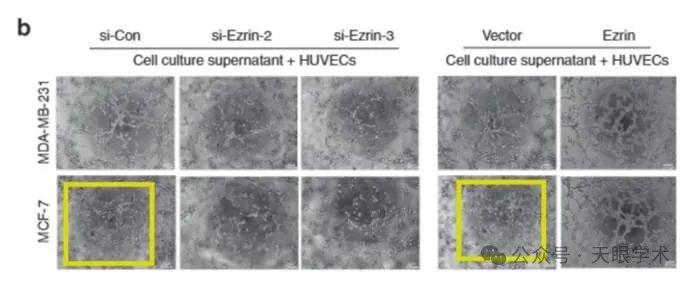 b
si-Con si-Ezrin-2 si-Ezrin-3 Vector Ezrin
Cell culture supernatant + HUVECs Cell culture supernatant + HUVECs
MDA-MB-231
MCF-7
公众号·天眼学术